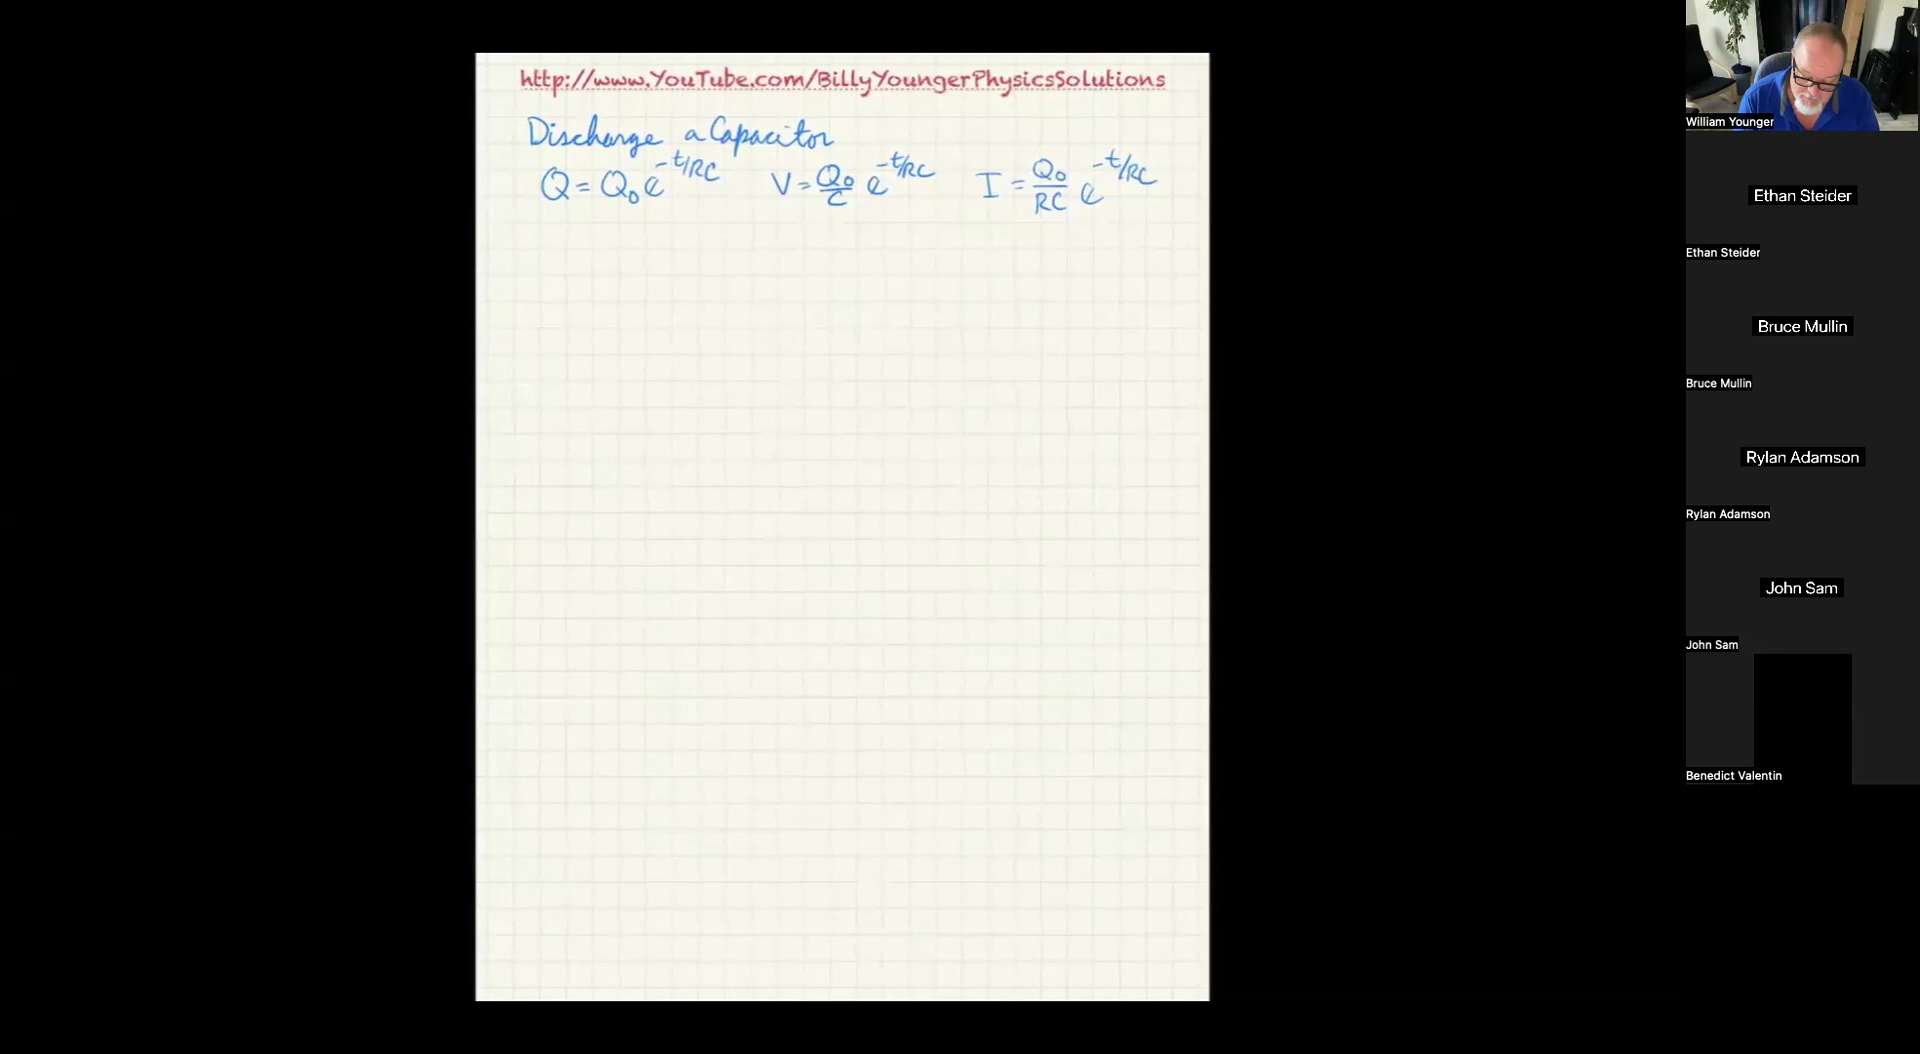 http://www.YouTube.com/BillyYoungerPhysicsSolutions
Discharge a Capacitor
Q = Q₀ e^{-t/RC} V = Q₀/C e^{-t/RC} I = Q₀/RC e^{-t/RC}
William Younger
Ethan Steider
Ethan Steider
Bruce Mullin
Bruce Mullin
Rylan Adamson
Rylan Adamson
John Sam
John Sam
Benedict Valentin